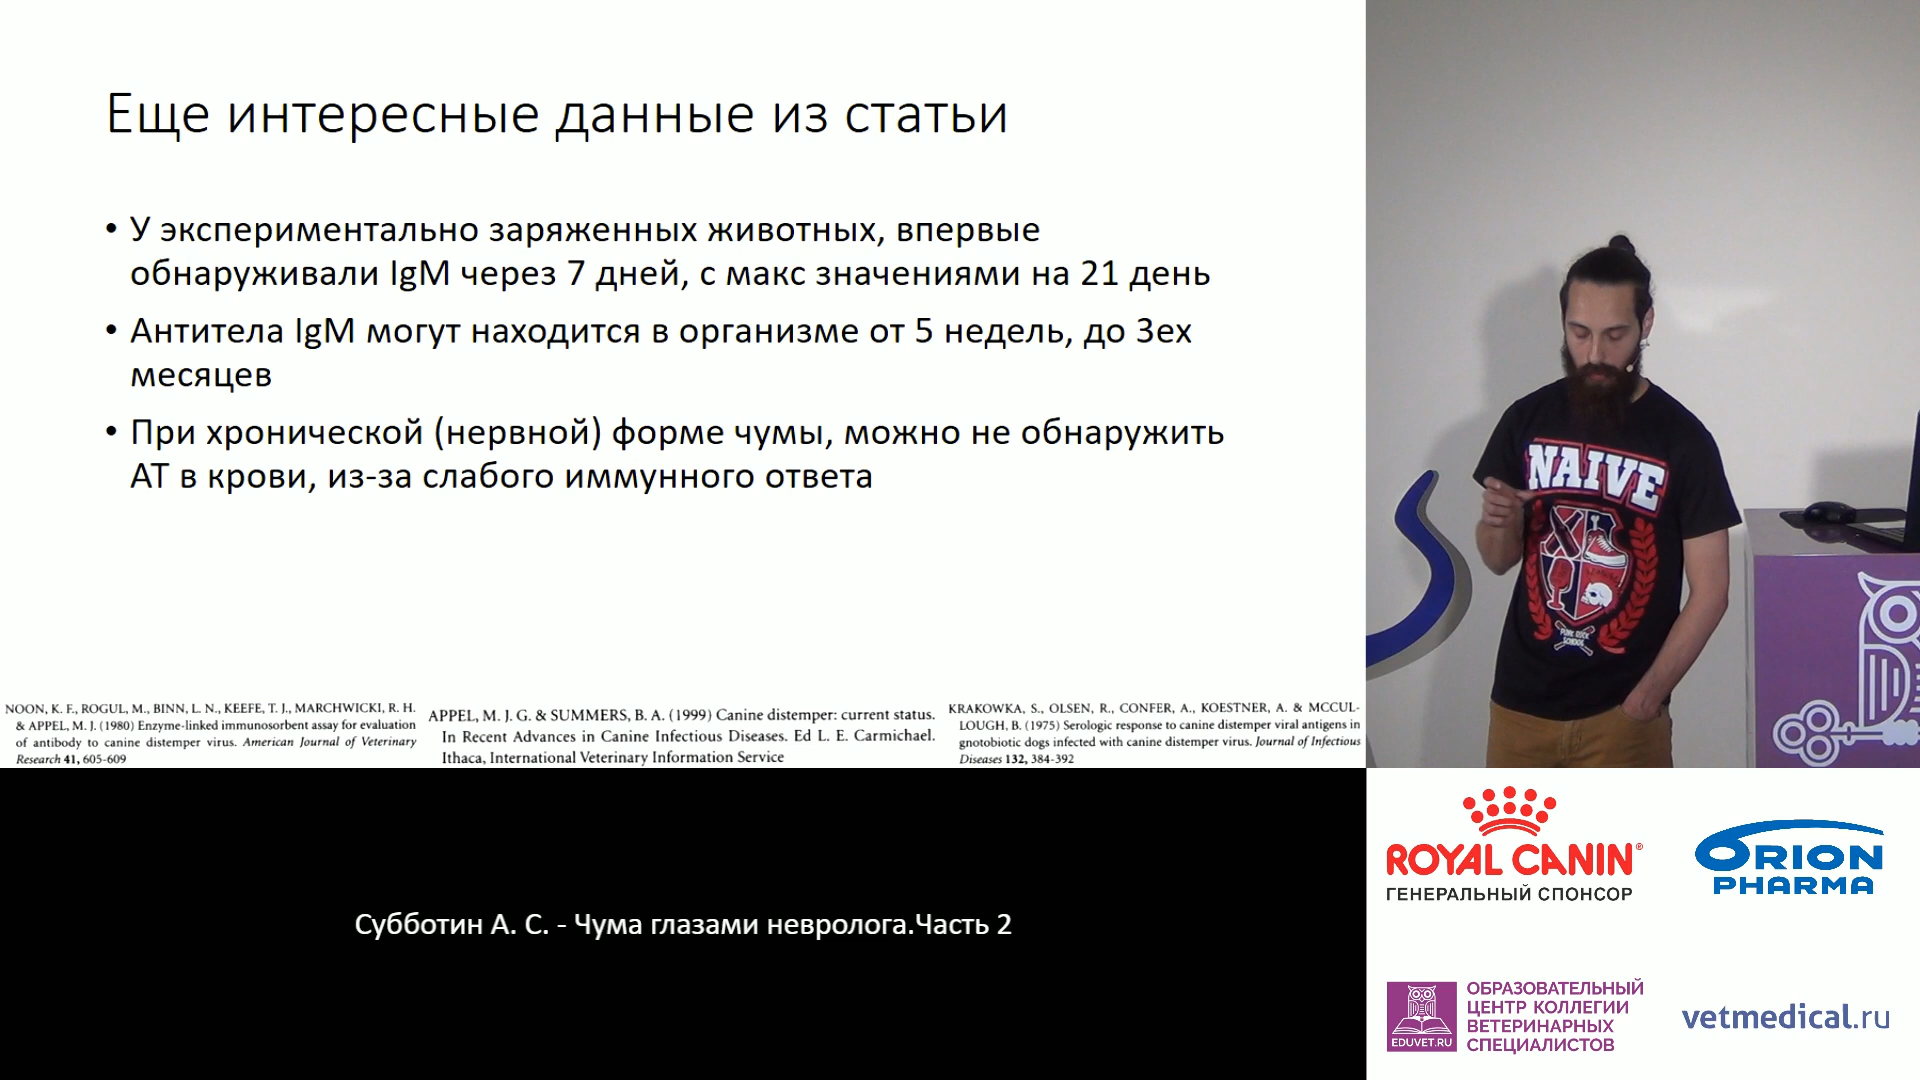 Еще интересные данные из статьи
• У экспериментально заряженных животных, впервые
обнаруживали IgM через 7 дней, с макс значениями на 21 день
• Антитела IgM могут находится в организме от 5 недель, до 3ех
месяцев
• При хронической (нервной) форме чумы, можно не обнаружить
АТ в крови, из-за слабого иммунного ответа
NOON, K. F., ROGUL, M., BINN, L. N., KEEFE, T. J., MARCHWICKI, R. H.
& APPEL, M. J. (1980) Enzyme-linked immunosorbent assay for evaluation
of antibody to canine distemper virus. American Journal of Veterinary
Research 41, 605-609
APPEL, M. J. G. & SUMMERS, B. A. (1999) Canine distemper: current status.
In Recent Advances in Canine Infectious Diseases. Ed L. E. Carmichael.
Ithaca, International Veterinary Information Service
KRAKOWKA, S., OLSEN, R., CONFER, A., KOESTNER, A. & MCCUL-
LOUGH, B. (1975) Serologic response to canine distemper viral antigens in
gnotobiotic dogs infected with canine distemper virus. Journal of Infectious
Diseases 132, 384-392
NAIVE
PUNK ROCK
SCHOOL
Субботин А. С. - Чума глазами невролога.Часть 2
ROYAL CANIN®
ГЕНЕРАЛЬНЫЙ СПОНСОР
ORION
PHARMA
EDUVET.RU
ОБРАЗОВАТЕЛЬНЫЙ
ЦЕНТР КОЛЛЕГИИ
ВЕТЕРИНАРНЫХ
СПЕЦИАЛИСТОВ
vetmedical.ru